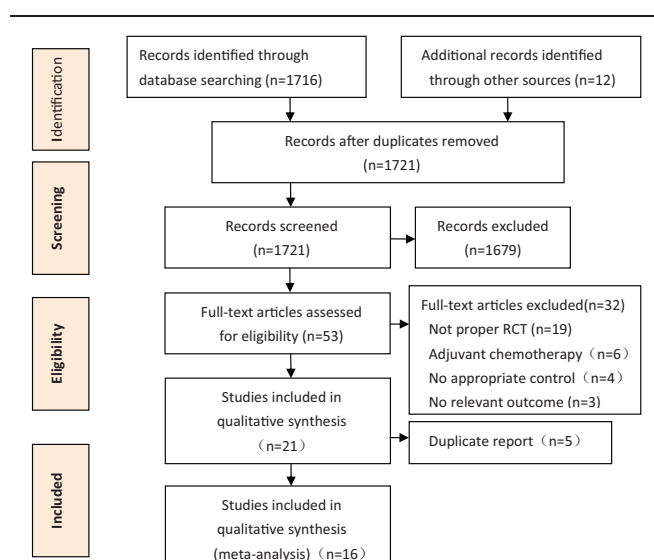 Identification
Records identified through
database searching (n=1716)
Additional records identified
through other sources (n=12)
Records after duplicates removed
(n=1721)
Screening
Records screened
(n=1721)
Records excluded
(n=1679)
Eligibility
Full-text articles assessed
for eligibility (n=53)
Full-text articles excluded(n=32)
Not proper RCT (n=19)
Adjuvant chemotherapy（n=6）
No appropriate control（n=4）
No relevant outcome (n=3)
Studies included in
qualitative synthesis
（n=21）
Duplicate report（n=5）
Included
Studies included in
qualitative synthesis
(meta-analysis)（n=16）